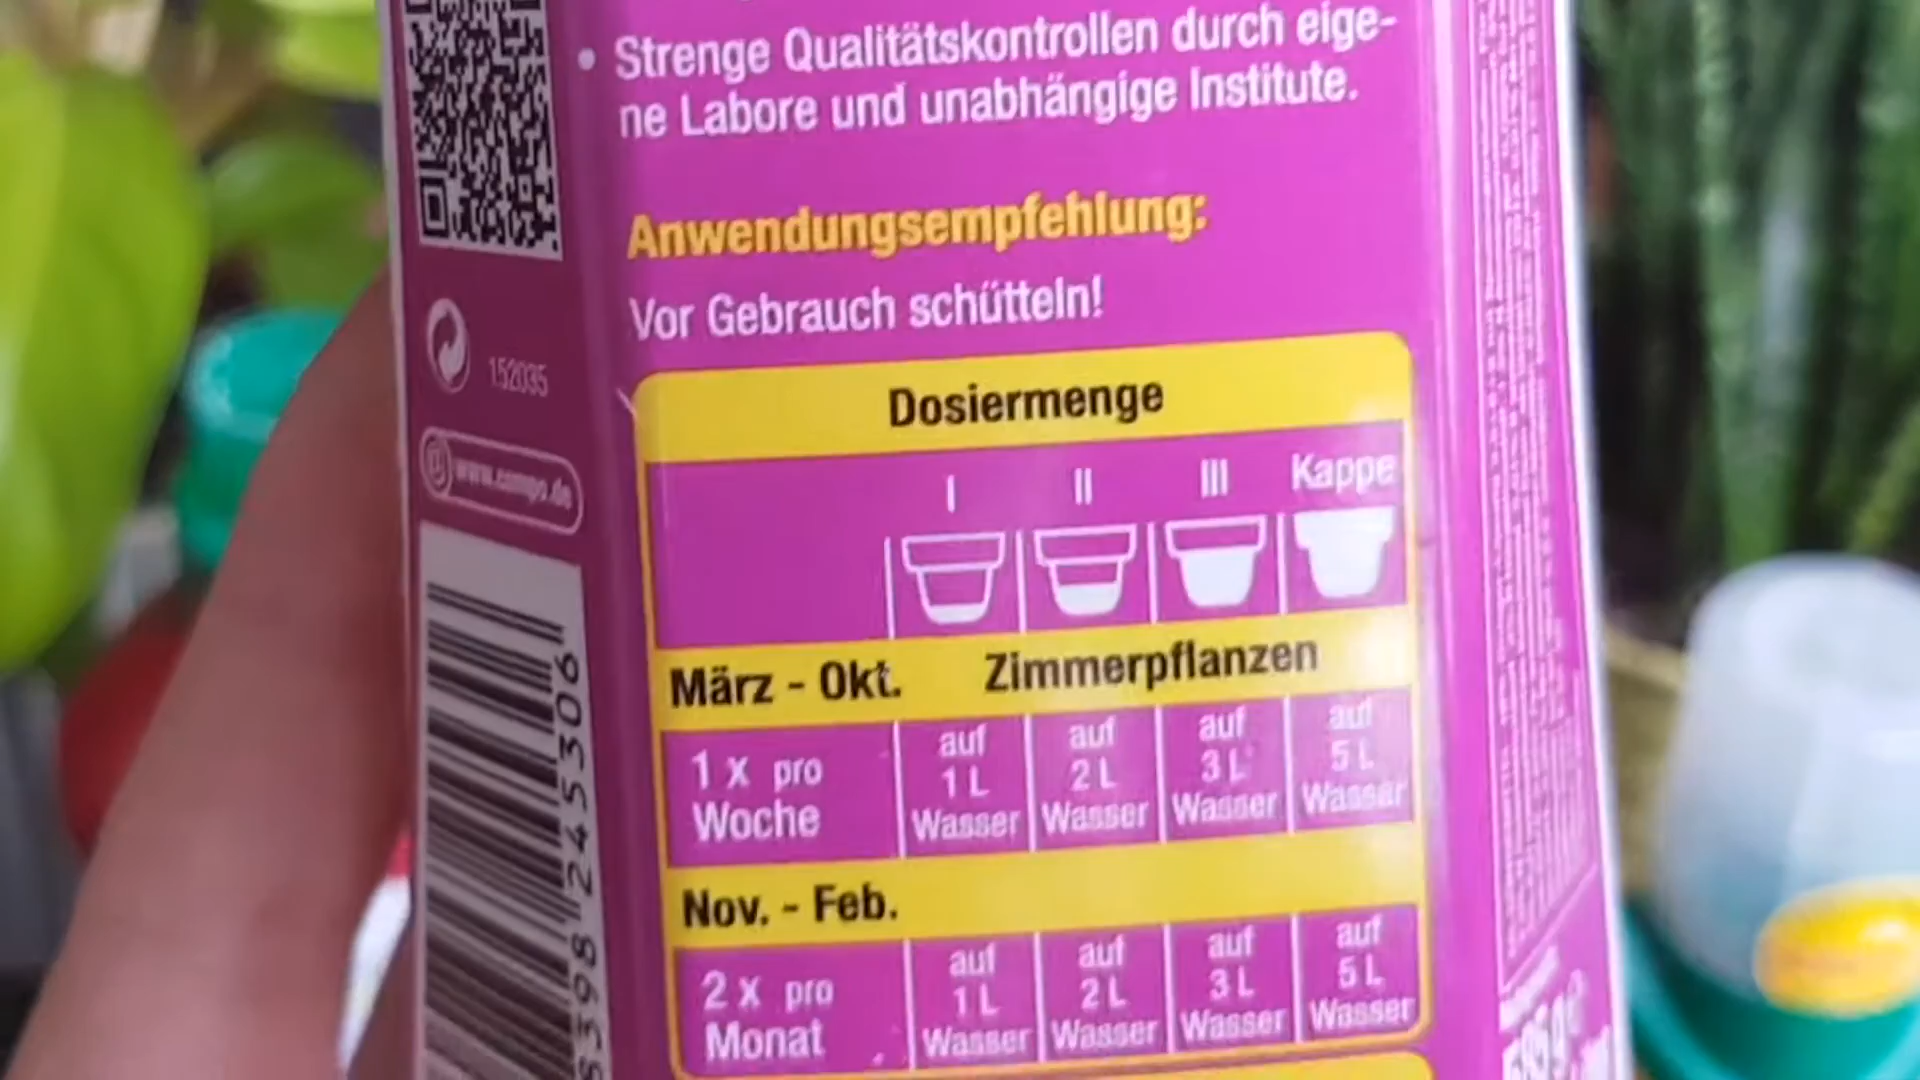 • Strenge Qualitätskontrollen durch eige-
ne Labore und unabhängige Institute.
Anwendungsempfehlung:
Vor Gebrauch schütteln!
152035
www.compo.de
Dosiermenge
I II III Kappe
März - Okt. Zimmerpflanzen
1 x pro Woche
auf 1 L Wasser
auf 2 L Wasser
auf 3 L Wasser
auf 5 L Wasser
Nov. - Feb.
2 x pro Monat
auf 1 L Wasser
auf 2 L Wasser
auf 3 L Wasser
auf 5 L Wasser
245306